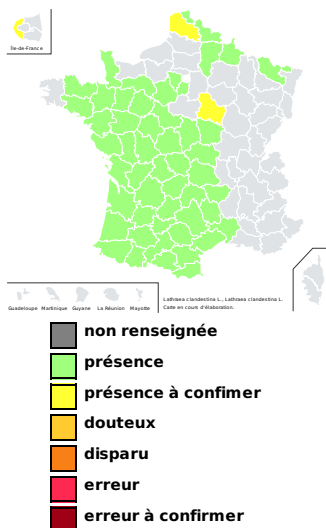 Île-de-France
Guadeloupe Martinique Guyane La Réunion Mayotte
Lathraea clandestina L., Lathraea clandestina L.
Carte en cours d'élaboration.
non renseignée
présence
présence à confimer
douteux
disparu
erreur
erreur à confirmer